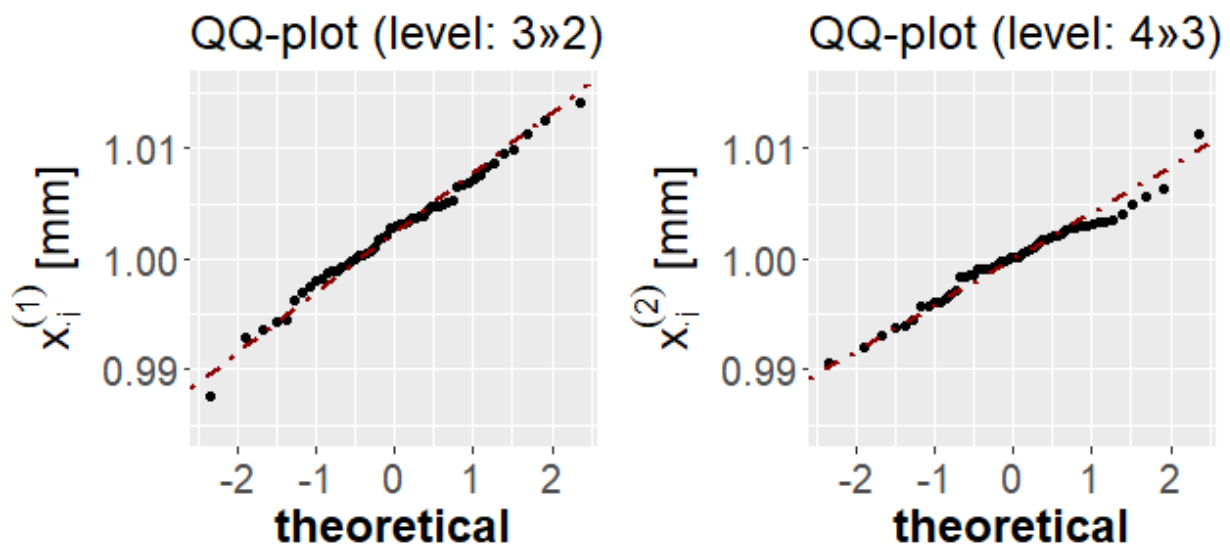 QQ-plot (level: 3»2)
x.i(1) [mm]
1.01
1.00
0.99
-2 -1 0 1 2
theoretical
QQ-plot (level: 4»3)
x.i(2) [mm]
1.01
1.00
0.99
-2 -1 0 1 2
theoretical